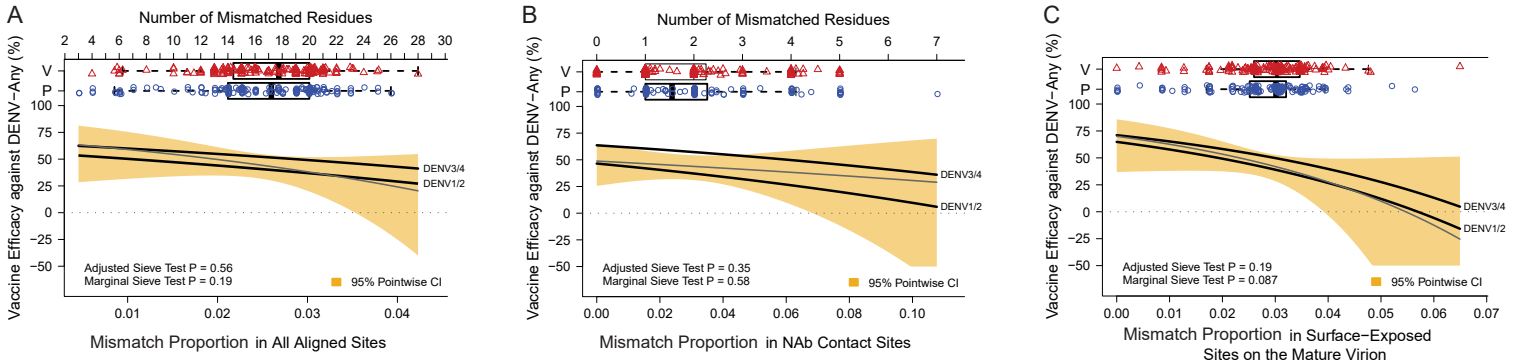 A
Number of Mismatched Residues
2 4 6 8 10 12 14 16 18 20 22 24 26 28 30
V
P
Vaccine Efficacy against DENV−Any (%)
100
75
50
25
0
−25
−50
DENV3/4
DENV1/2
Adjusted Sieve Test P = 0.56
Marginal Sieve Test P = 0.19
95% Pointwise CI
0.01 0.02 0.03 0.04
Mismatch Proportion in All Aligned Sites
B
Number of Mismatched Residues
0 1 2 3 4 5 6 7
V
P
Vaccine Efficacy against DENV−Any (%)
100
75
50
25
0
−25
−50
DENV3/4
DENV1/2
Adjusted Sieve Test P = 0.35
Marginal Sieve Test P = 0.58
95% Pointwise CI
0.00 0.02 0.04 0.06 0.08 0.10
Mismatch Proportion in NAb Contact Sites
C
V
P
Vaccine Efficacy against DENV−Any (%)
100
75
50
25
0
−25
−50
DENV3/4
DENV1/2
Adjusted Sieve Test P = 0.19
Marginal Sieve Test P = 0.087
95% Pointwise CI
0.00 0.01 0.02 0.03 0.04 0.05 0.06 0.07
Mismatch Proportion in Surface−Exposed
Sites on the Mature Virion